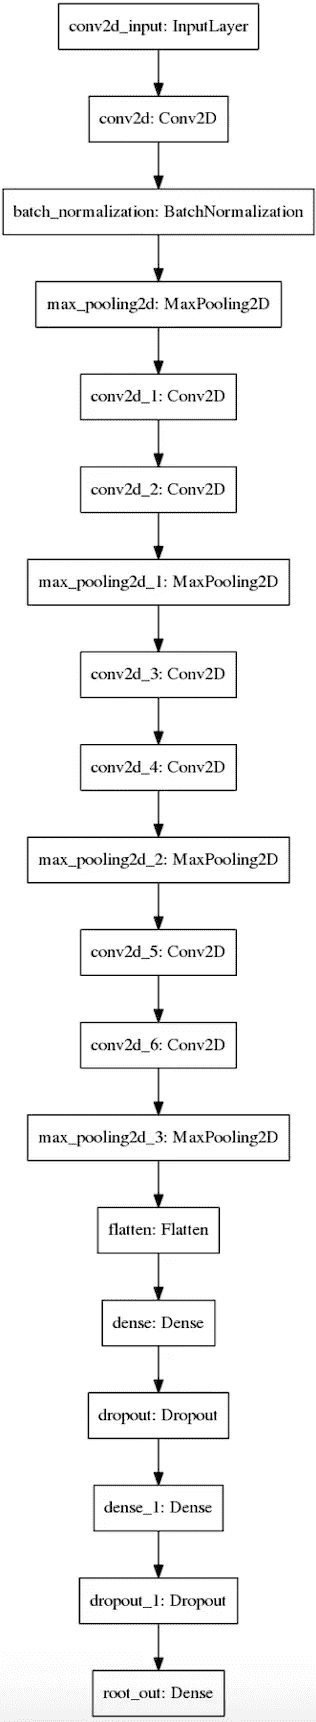 conv2d_input: InputLayer
conv2d: Conv2D
batch_normalization: BatchNormalization
max_pooling2d: MaxPooling2D
conv2d_1: Conv2D
conv2d_2: Conv2D
max_pooling2d_1: MaxPooling2D
conv2d_3: Conv2D
conv2d_4: Conv2D
max_pooling2d_2: MaxPooling2D
conv2d_5: Conv2D
conv2d_6: Conv2D
max_pooling2d_3: MaxPooling2D
flatten: Flatten
dense: Dense
dropout: Dropout
dense_1: Dense
dropout_1: Dropout
root_out: Dense